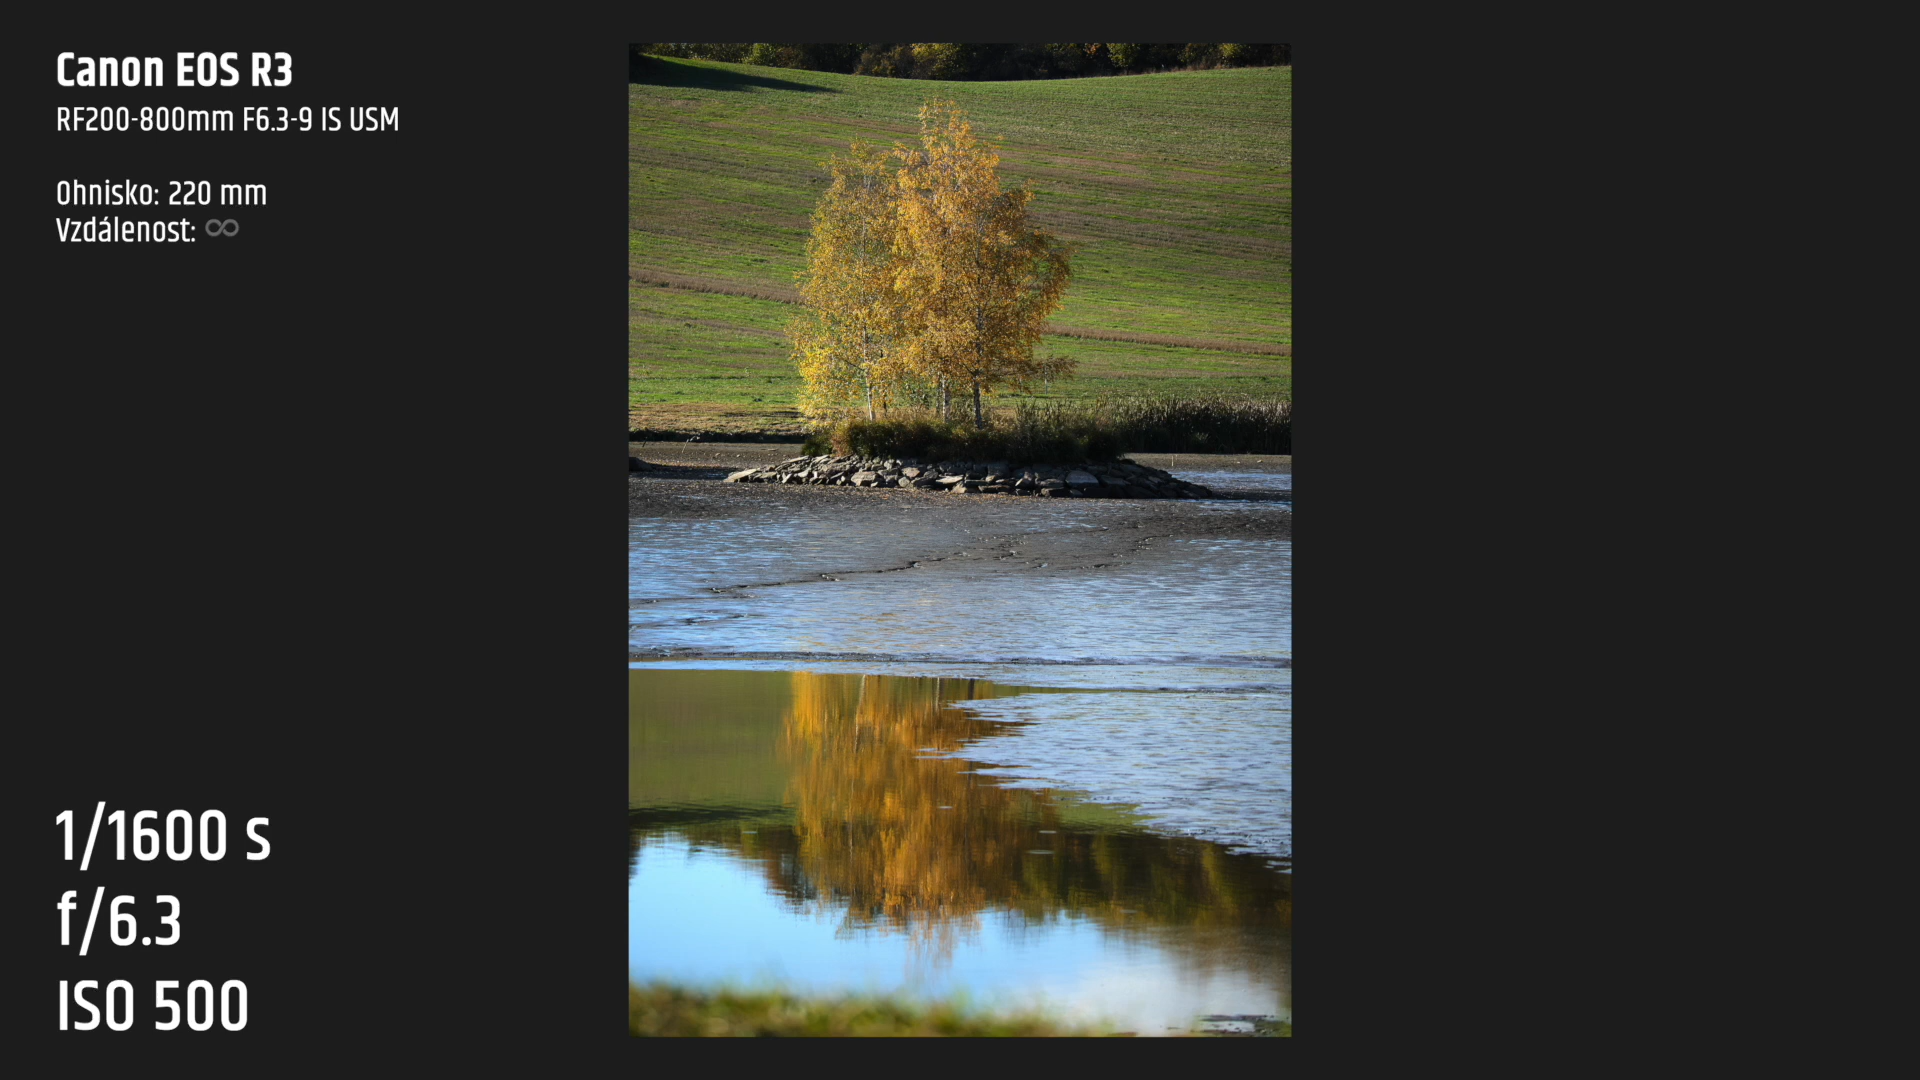 Canon EOS R3
RF200-800mm F6.3-9 IS USM
Ohnisko: 220 mm
Vzdálenost: ∞
1/1600 s
f/6.3
ISO 500